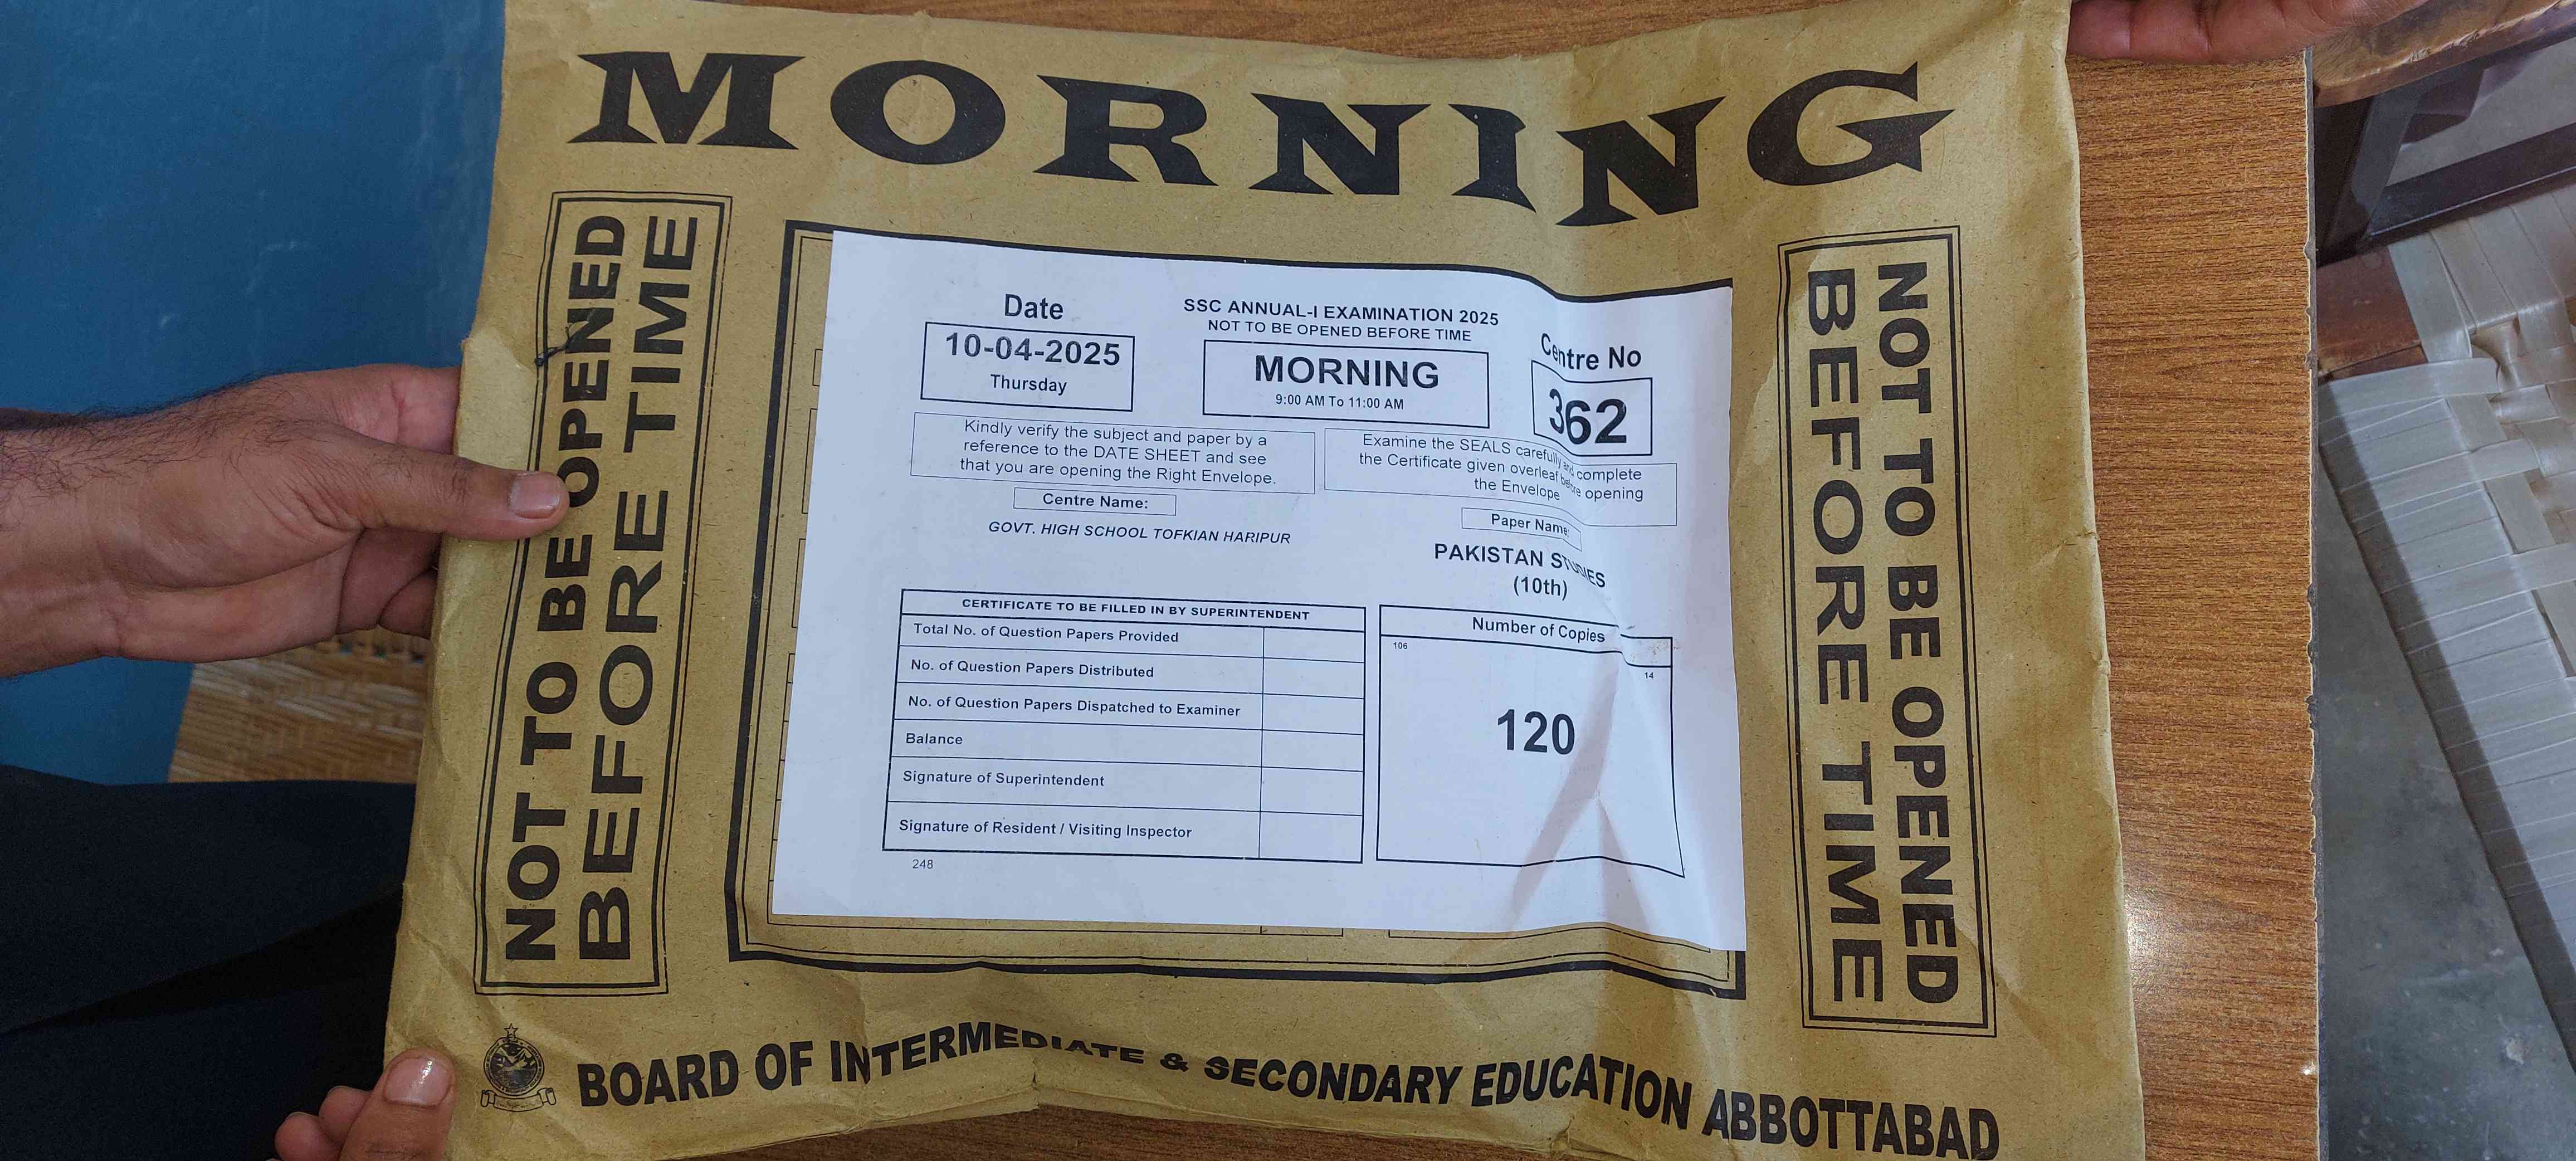 MORNING
NOT TO BE OPENED
BEFORE TIME
Date
10-04-2025
Thursday
SSC ANNUAL-I EXAMINATION 2025
NOT TO BE OPENED BEFORE TIME
MORNING
9:00 AM To 11:00 AM
Centre No
362
Kindly verify the subject and paper by a
reference to the DATE SHEET and see
that you are opening the Right Envelope.
Examine the SEALS carefully and complete
the Certificate given overleaf before opening
the Envelope
Centre Name:
GOVT. HIGH SCHOOL TOFKIAN HARIPUR
Paper Name:
PAKISTAN STUDIES
(10th)
CERTIFICATE TO BE FILLED IN BY SUPERINTENDENT
Total No. of Question Papers Provided
No. of Question Papers Distributed
No. of Question Papers Dispatched to Examiner
Balance
Signature of Superintendent
Signature of Resident / Visiting Inspector
248
Number of Copies
106
14
120
NOT TO BE OPENED
BEFORE TIME
BOARD OF INTERMEDIATE & SECONDARY EDUCATION ABBOTTABAD